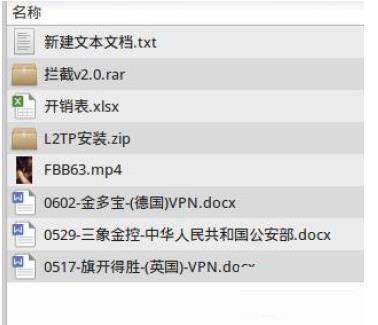 名称
新建文本文档.txt
拦截v2.0.rar
开销表.xlsx
L2TP安装.zip
FBB63.mp4
0602-金多宝-(德国)VPN.docx
0529-三象金控-中华人民共和国公安部.docx
0517-旗开得胜-(英国)-VPN.docx